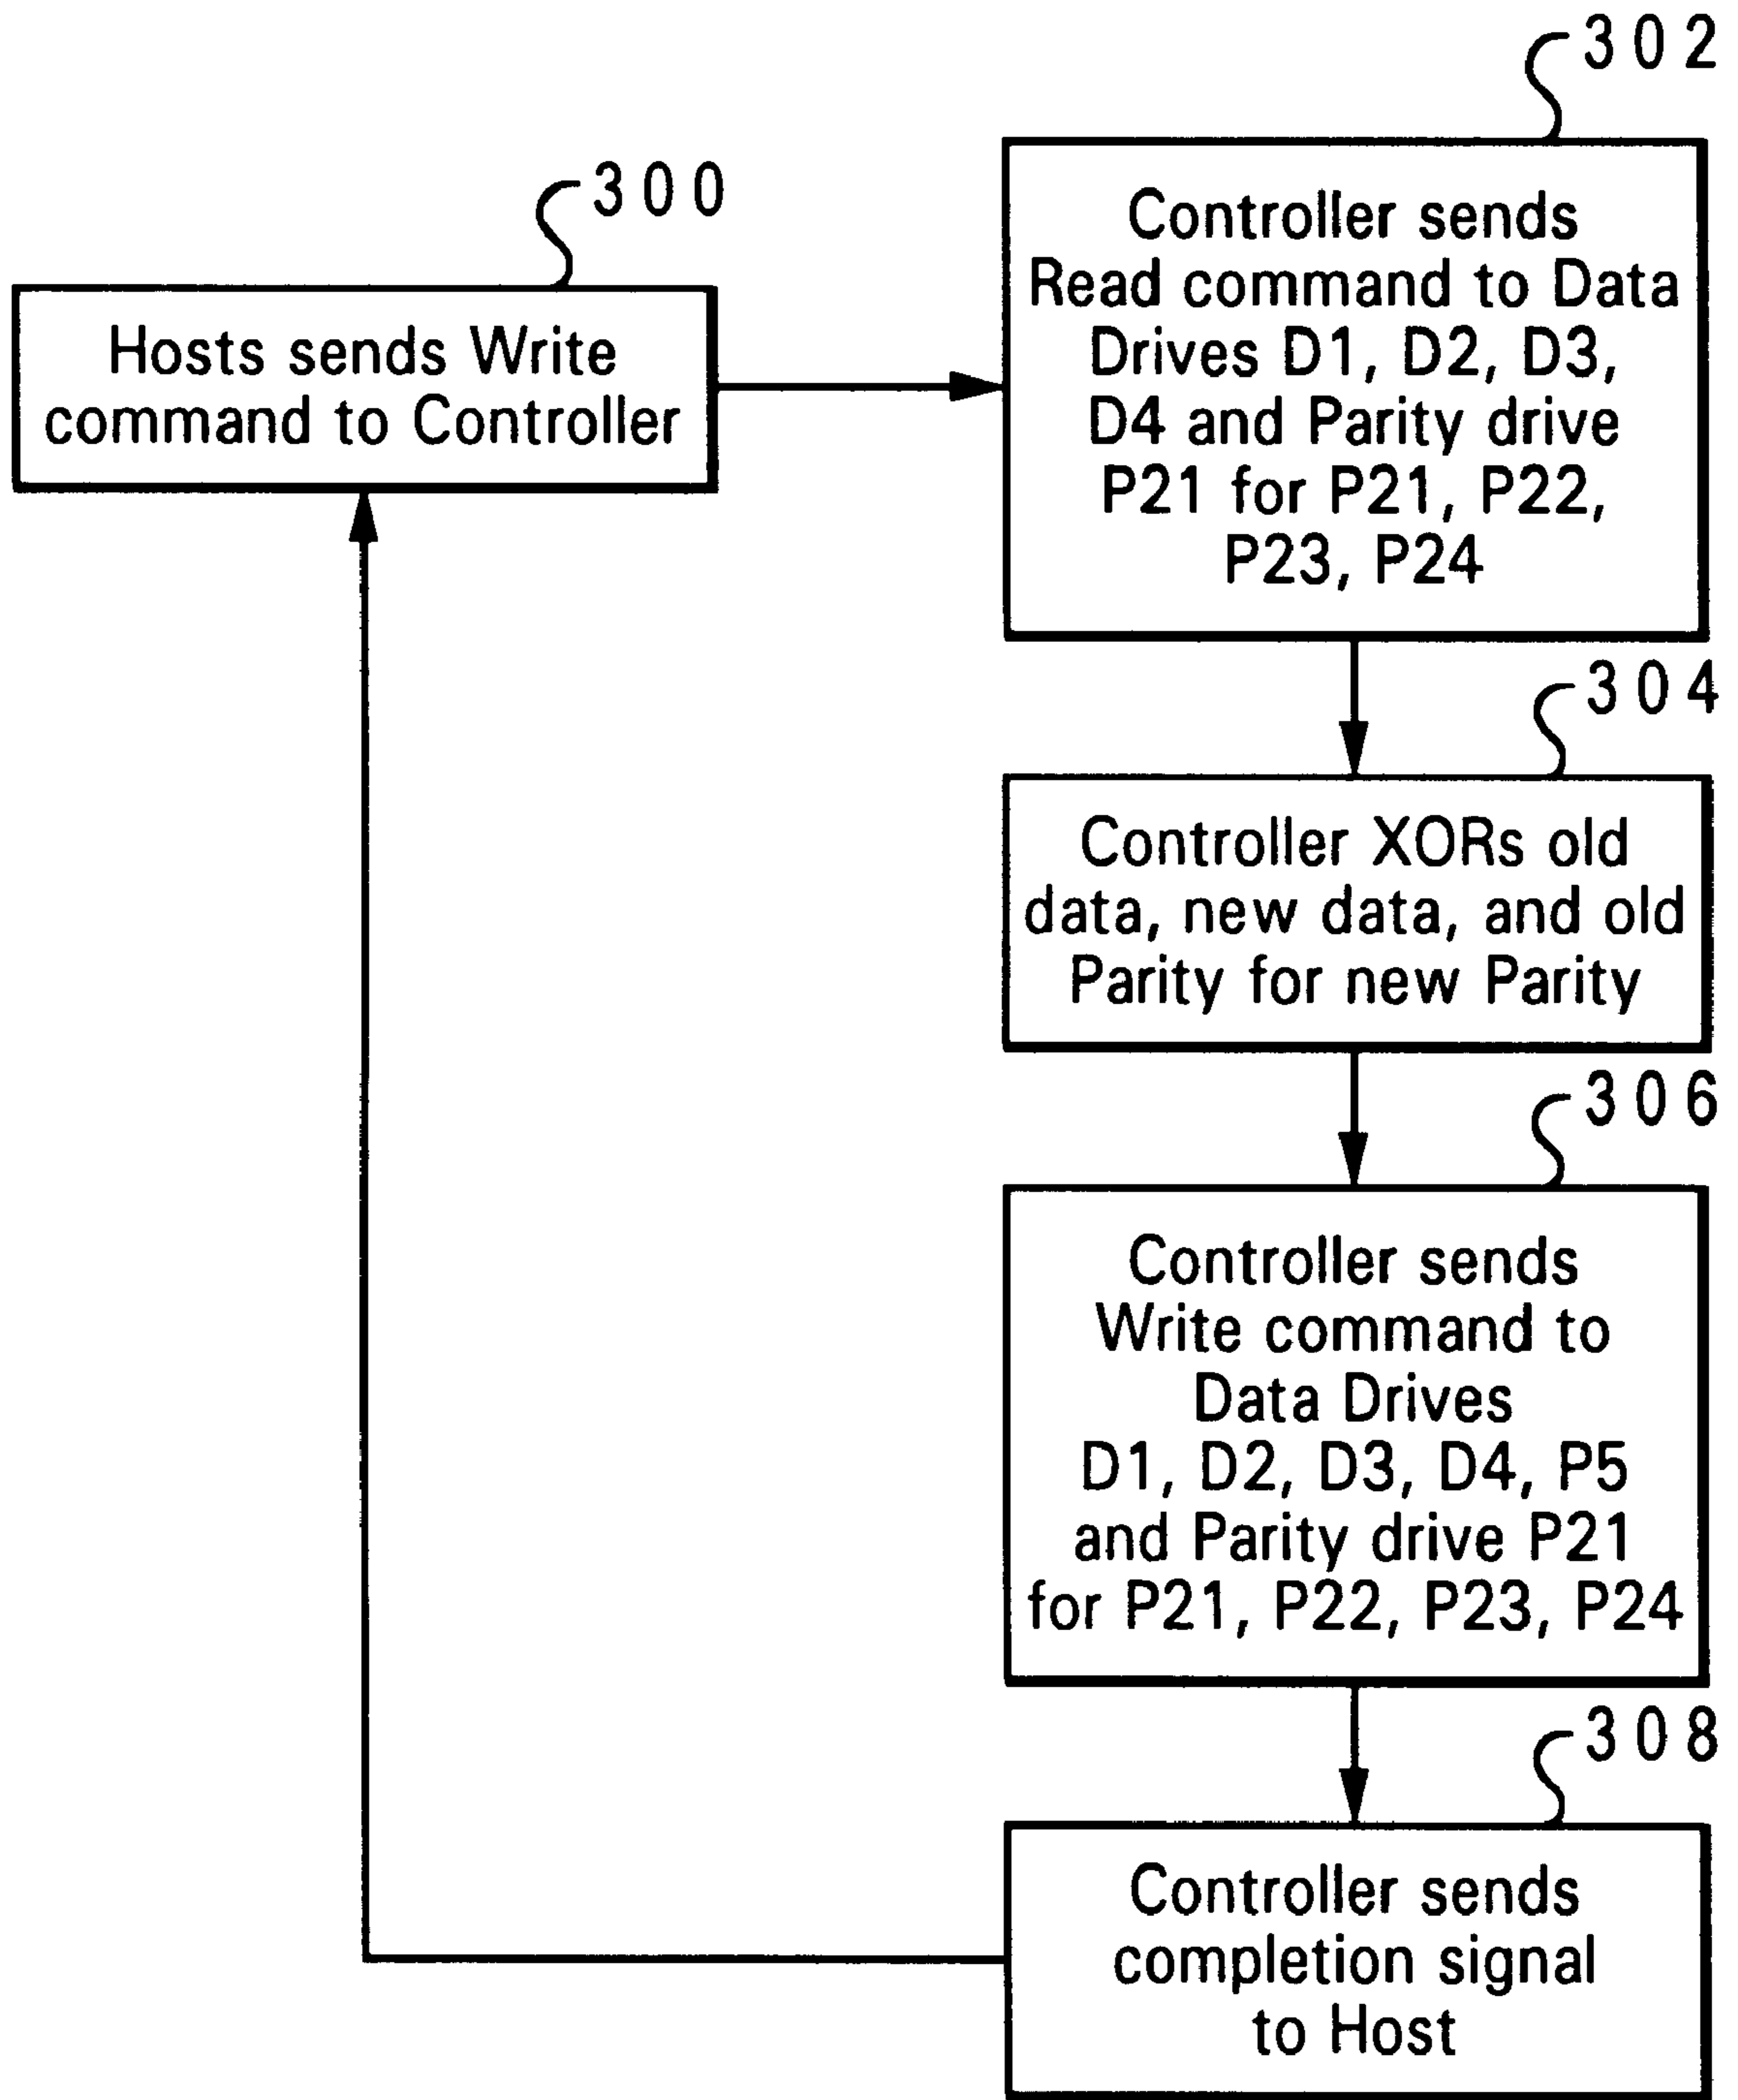 300
Hosts sends Write
command to Controller
302
Controller sends
Read command to Data
Drives D1, D2, D3,
D4 and Parity drive
P21 for P21, P22,
P23, P24
304
Controller XORs old
data, new data, and old
Parity for new Parity
306
Controller sends
Write command to
Data Drives
D1, D2, D3, D4, P5
and Parity drive P21
for P21, P22, P23, P24
308
Controller sends
completion signal
to Host